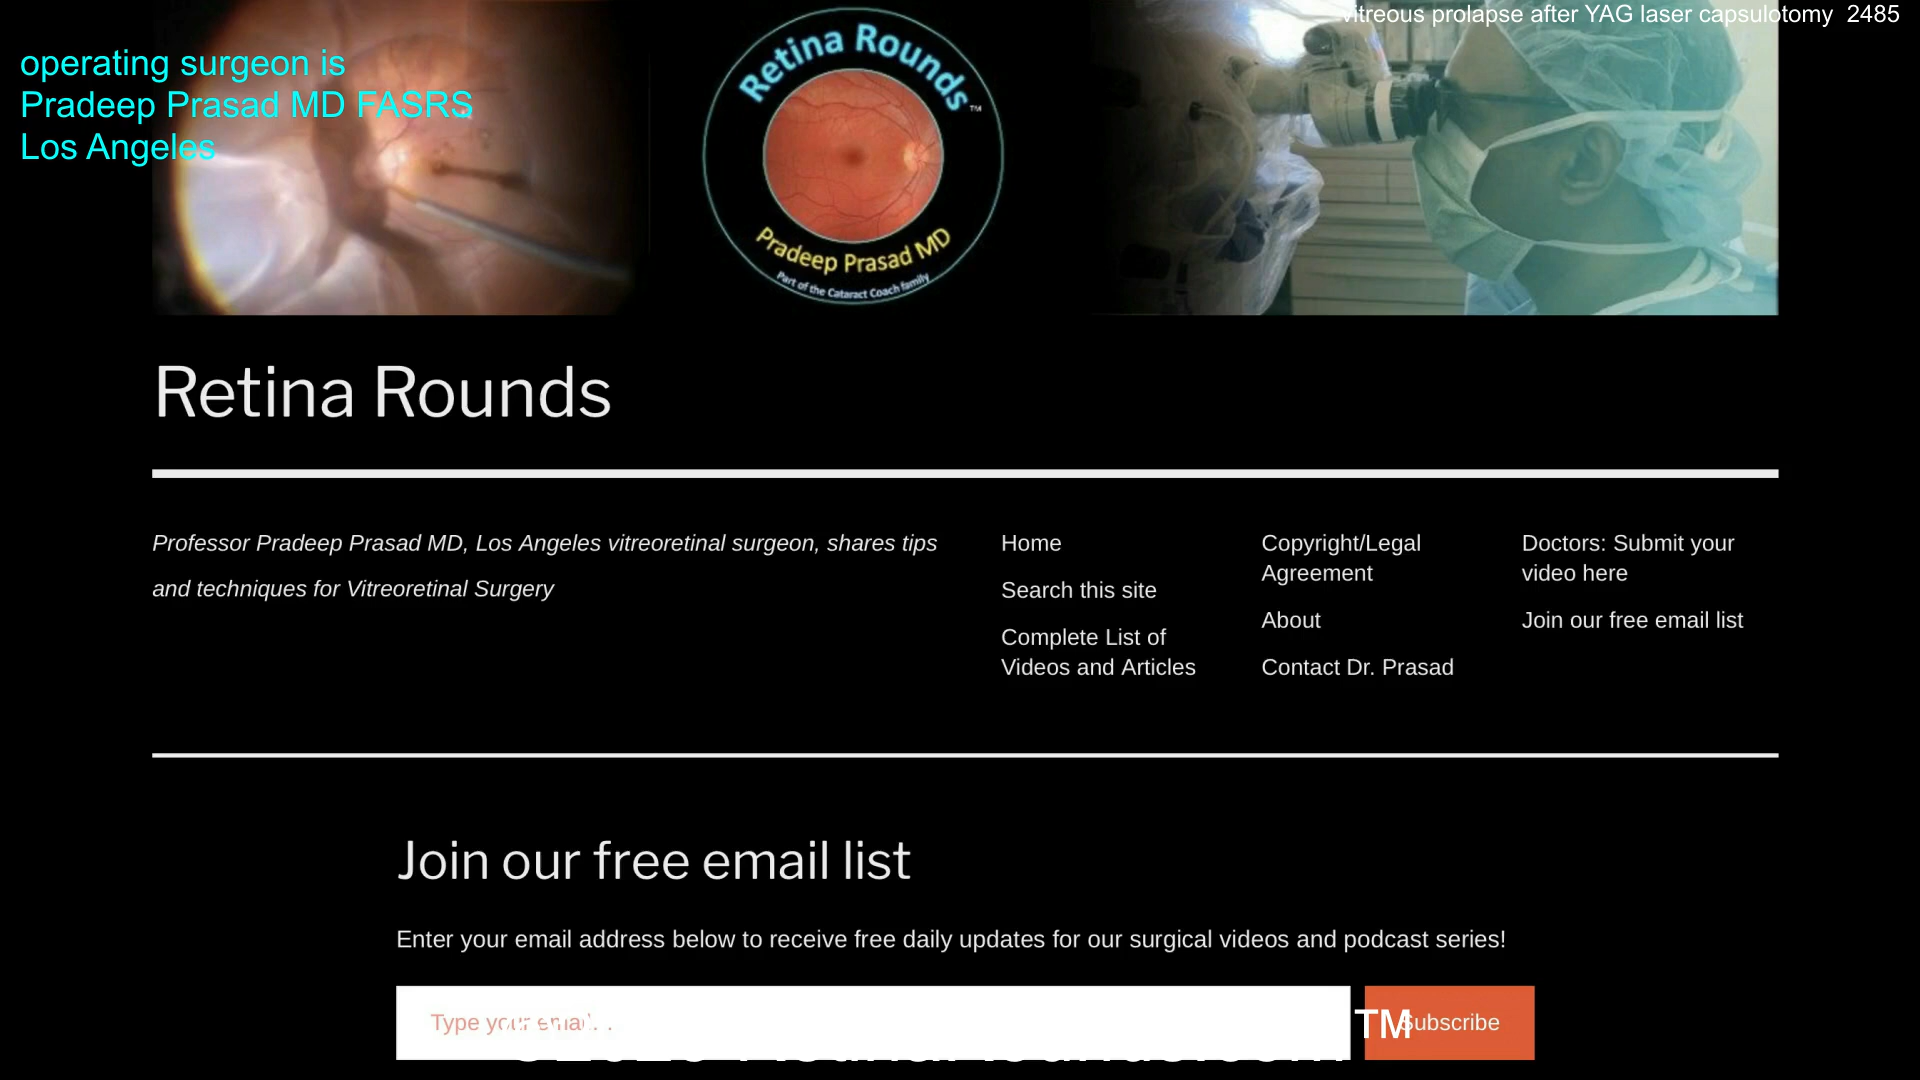 vitreous prolapse after YAG laser capsulotomy 2485
operating surgeon is
Pradeep Prasad MD FASRS
Los Angeles
Retina Rounds™
Pradeep Prasad MD
Part of the Cataract Coach family
Retina Rounds
Professor Pradeep Prasad MD, Los Angeles vitreoretinal surgeon, shares tips
and techniques for Vitreoretinal Surgery
Home
Search this site
Complete List of
Videos and Articles
Copyright/Legal
Agreement
About
Contact Dr. Prasad
Doctors: Submit your
video here
Join our free email list
Join our free email list
Enter your email address below to receive free daily updates for our surgical videos and podcast series!
Type your email…
Subscribe
TM